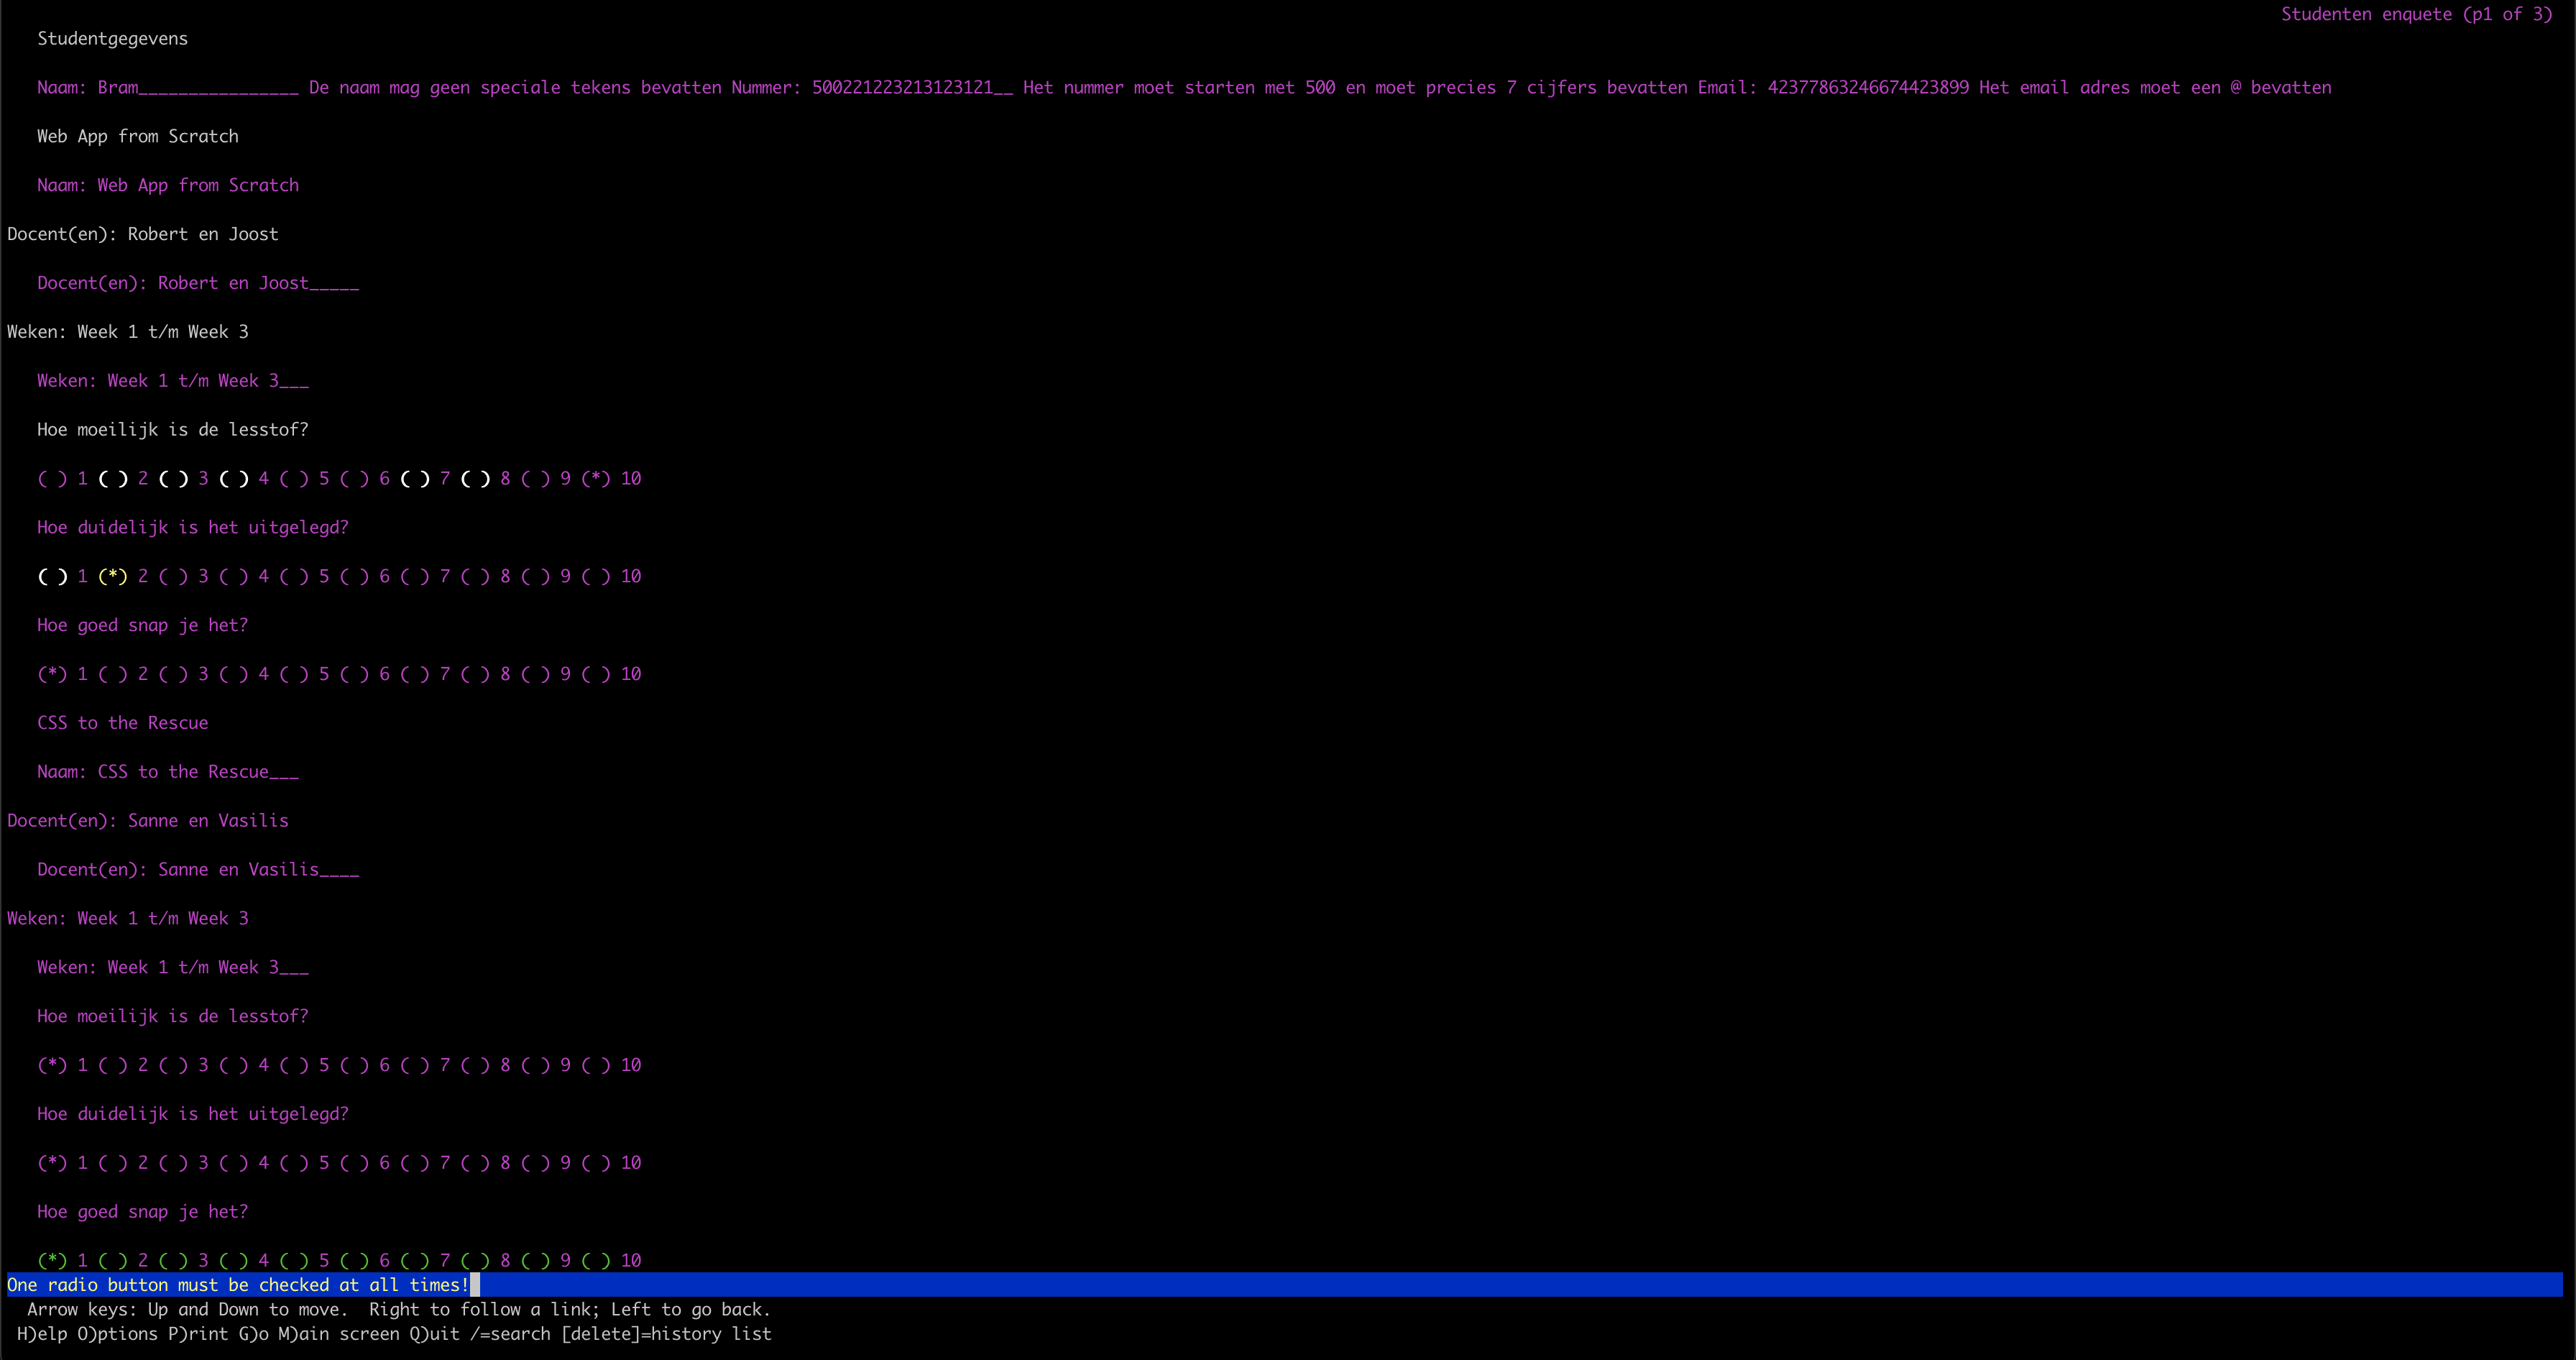 Studenten enquete (p1 of 3)
Studentgegevens
Naam: Bram________________ De naam mag geen speciale tekens bevatten Nummer: 500221223213123121__ Het nummer moet starten met 500 en moet precies 7 cijfers bevatten Email: 42377863246674423899 Het email adres moet een @ bevatten
Web App from Scratch
Naam: Web App from Scratch
Docent(en): Robert en Joost
Docent(en): Robert en Joost_____
Weken: Week 1 t/m Week 3
Weken: Week 1 t/m Week 3___
Hoe moeilijk is de lesstof?
( ) 1 ( ) 2 ( ) 3 ( ) 4 ( ) 5 ( ) 6 ( ) 7 ( ) 8 ( ) 9 (*) 10
Hoe duidelijk is het uitgelegd?
( ) 1 (*) 2 ( ) 3 ( ) 4 ( ) 5 ( ) 6 ( ) 7 ( ) 8 ( ) 9 ( ) 10
Hoe goed snap je het?
(*) 1 ( ) 2 ( ) 3 ( ) 4 ( ) 5 ( ) 6 ( ) 7 ( ) 8 ( ) 9 ( ) 10
CSS to the Rescue
Naam: CSS to the Rescue___
Docent(en): Sanne en Vasilis
Docent(en): Sanne en Vasilis____
Weken: Week 1 t/m Week 3
Weken: Week 1 t/m Week 3___
Hoe moeilijk is de lesstof?
(*) 1 ( ) 2 ( ) 3 ( ) 4 ( ) 5 ( ) 6 ( ) 7 ( ) 8 ( ) 9 ( ) 10
Hoe duidelijk is het uitgelegd?
(*) 1 ( ) 2 ( ) 3 ( ) 4 ( ) 5 ( ) 6 ( ) 7 ( ) 8 ( ) 9 ( ) 10
Hoe goed snap je het?
(*) 1 ( ) 2 ( ) 3 ( ) 4 ( ) 5 ( ) 6 ( ) 7 ( ) 8 ( ) 9 ( ) 10
One radio button must be checked at all times!
Arrow keys: Up and Down to move.  Right to follow a link; Left to go back.
H)elp O)ptions P)rint G)o M)ain screen Q)uit /=search [delete]=history list